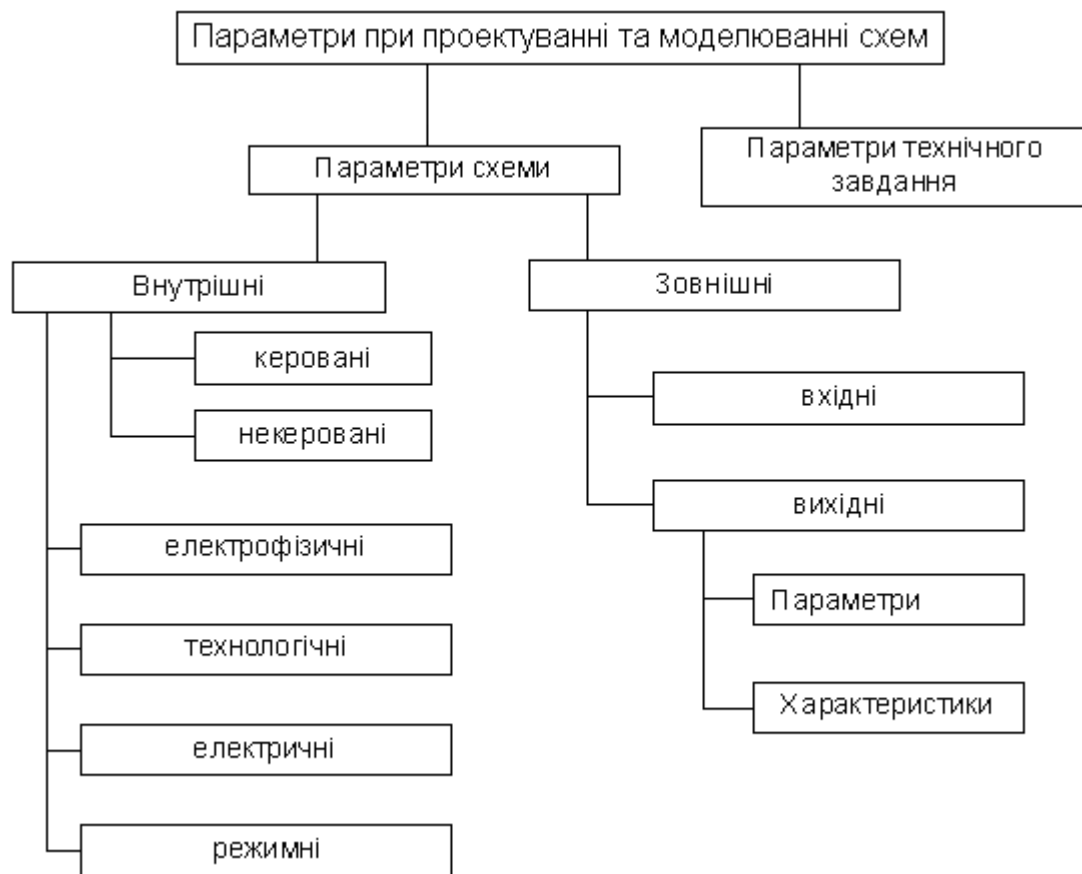 Параметри при проектуванні та моделюванні схем
Параметри технічного
завдання
Параметри схеми
Внутрішні
Зовнішні
керовані
некеровані
електрофізичні
технологічні
електричні
режимні
вхідні
вихідні
Параметри
Характеристики